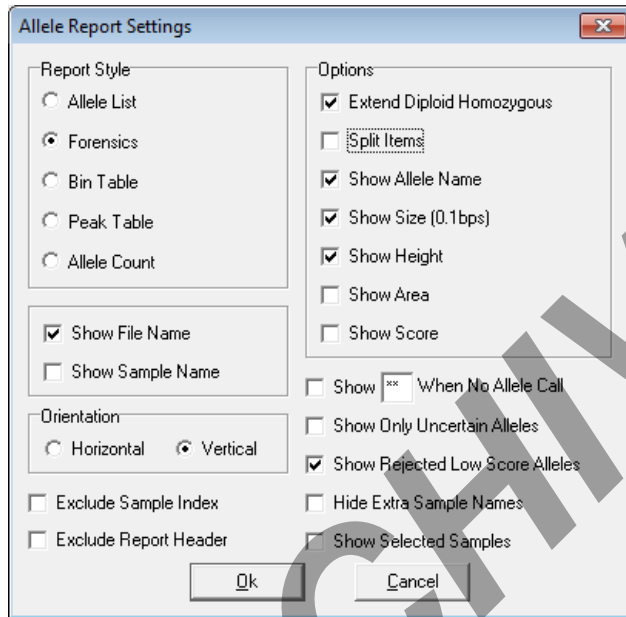 Allele Report Settings
Report Style
Allele List
Forensics
Bin Table
Peak Table
Allele Count
Show File Name
Show Sample Name
Orientation
Horizontal
Vertical
Exclude Sample Index
Exclude Report Header
Options
Extend Diploid Homozygous
Split Items
Show Allele Name
Show Size (0.1bps)
Show Height
Show Area
Show Score
Show ** When No Allele Call
Show Only Uncertain Alleles
Show Rejected Low Score Alleles
Hide Extra Sample Names
Show Selected Samples
Ok
Cancel